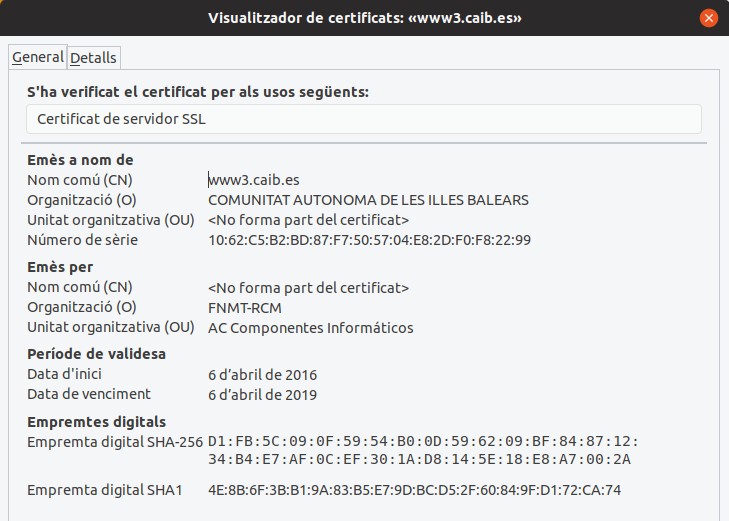 Visualitzador de certificats: «www3.caib.es»
General Detalls
S'ha verificat el certificat per als usos següents:
Certificat de servidor SSL
Emès a nom de
Nom comú (CN) www3.caib.es
Organització (O) COMUNITAT AUTONOMA DE LES ILLES BALEARS
Unitat organitzativa (OU) <No forma part del certificat>
Número de sèrie 10:62:C5:B2:BD:87:F7:50:57:04:E8:2D:F0:F8:22:99
Emès per
Nom comú (CN) <No forma part del certificat>
Organització (O) FNMT-RCM
Unitat organitzativa (OU) AC Componentes Informáticos
Període de validesa
Data d'inici 6 d’abril de 2016
Data de venciment 6 d’abril de 2019
Empremtes digitals
Empremta digital SHA-256 D1:FB:5C:09:0F:59:54:B0:0D:59:62:09:BF:84:87:12:
34:B4:E7:AF:0C:EF:30:1A:D8:14:5E:18:E8:A7:00:2A
Empremta digital SHA1 4E:8B:6F:3B:B1:9A:83:B5:E7:9D:BC:D5:2F:60:84:9F:D1:72:CA:74